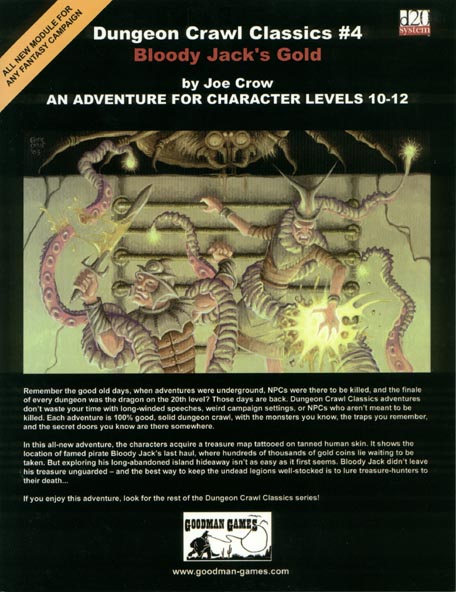 ALL NEW MODULE FOR
ANY FANTASY CAMPAIGN
d20
system
Dungeon Crawl Classics #4
Bloody Jack's Gold
by Joe Crow
AN ADVENTURE FOR CHARACTER LEVELS 10-12
Remember the good old days, when adventures were underground, NPCs were there to be killed, and the finale
of every dungeon was the dragon on the 20th level? Those days are back. Dungeon Crawl Classics adventures
don't waste your time with long-winded speeches, weird campaign settings, or NPCs who aren't meant to be
killed. Each adventure is 100% good, solid dungeon crawl, with the monsters you know, the traps you remember,
and the secret doors you know are there somewhere.
In this all-new adventure, the characters acquire a treasure map tattooed on tanned human skin. It shows the
location of famed pirate Bloody Jack's last haul, where hundreds of thousands of gold coins lie waiting to be
taken. But exploring his long-abandoned island hideaway isn't as easy as it first seems. Bloody Jack didn't leave
his treasure unguarded – and the best way to keep the undead legions well-stocked is to lure treasure-hunters to
their death...
If you enjoy this adventure, look for the rest of the Dungeon Crawl Classics series!
GOODMAN GAMES
www.goodman-games.com